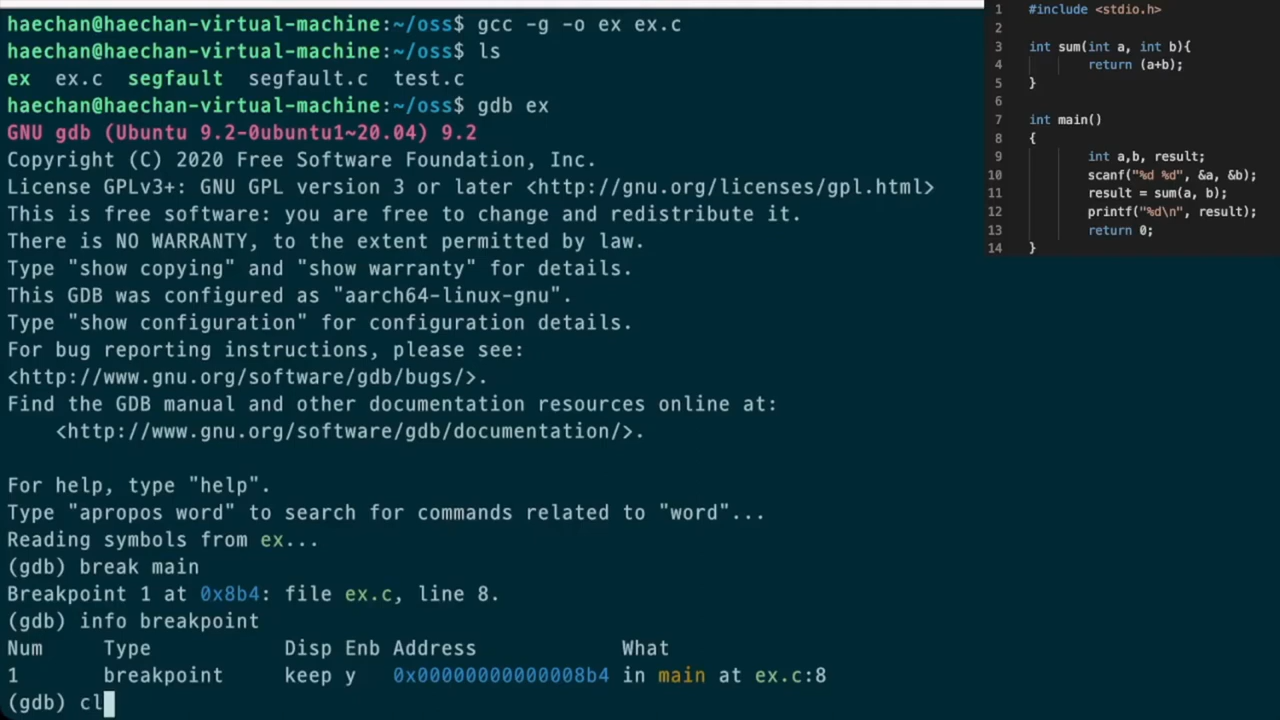 haechan@haechan-virtual-machine:~/oss$ gcc -g -o ex ex.c
haechan@haechan-virtual-machine:~/oss$ ls
ex  ex.c  segfault  segfault.c  test.c
haechan@haechan-virtual-machine:~/oss$ gdb ex
GNU gdb (Ubuntu 9.2-0ubuntu1~20.04) 9.2
Copyright (C) 2020 Free Software Foundation, Inc.
License GPLv3+: GNU GPL version 3 or later <http://gnu.org/licenses/gpl.html>
This is free software: you are free to change and redistribute it.
There is NO WARRANTY, to the extent permitted by law.
Type "show copying" and "show warranty" for details.
This GDB was configured as "aarch64-linux-gnu".
Type "show configuration" for configuration details.
For bug reporting instructions, please see:
<http://www.gnu.org/software/gdb/bugs/>.
Find the GDB manual and other documentation resources online at:
    <http://www.gnu.org/software/gdb/documentation/>.
For help, type "help".
Type "apropos word" to search for commands related to "word"...
Reading symbols from ex...
(gdb) break main
Breakpoint 1 at 0x8b4: file ex.c, line 8.
(gdb) info breakpoint
Num     Type           Disp Enb Address            What
1       breakpoint     keep y   0x00000000000008b4 in main at ex.c:8
(gdb) cl
1 #include <stdio.h>
2
3 int sum(int a, int b){
4 return (a+b);
5 }
6
7 int main()
8 {
9 int a,b, result;
10 scanf("%d %d", &a, &b);
11 result = sum(a, b);
12 printf("%d\n", result);
13 return 0;
14 }